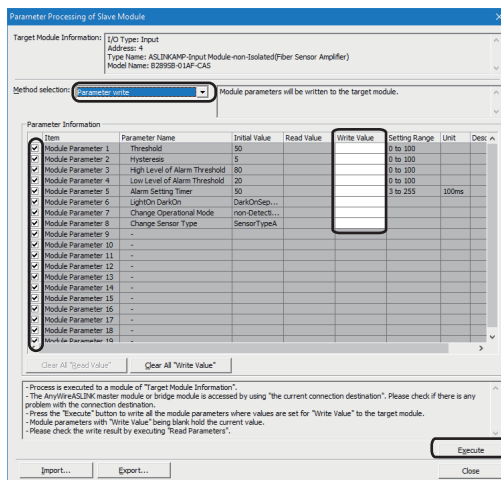 Parameter Processing of Slave Module
Target Module Information:
I/O Type: Input
Address: 4
Type Name: ASLINKAMP-Input Module-non-Isolated(Fiber Sensor Amplifier)
Model Name: B289SB-01AF-CAS
Method selection: Parameter write
Module parameters will be written to the target module.
Parameter Information
Item Parameter Name Initial Value Read Value Write Value Setting Range Unit Desc
Module Parameter 1 Threshold 50 0 to 100
Module Parameter 2 Hysteresis 5 0 to 100
Module Parameter 3 High Level of Alarm Threshold 80 0 to 100
Module Parameter 4 Low Level of Alarm Threshold 20 0 to 100
Module Parameter 5 Alarm Setting Timer 50 3 to 255 100ms
Module Parameter 6 LightOn DarkOn DarkOnSep...
Module Parameter 7 Change Operational Mode non-Detecti...
Module Parameter 8 Change Sensor Type SensorTypeA
Module Parameter 9 -
Module Parameter 10 -
Module Parameter 11 -
Module Parameter 12 -
Module Parameter 13 -
Module Parameter 14 -
Module Parameter 15 -
Module Parameter 16 -
Module Parameter 17 -
Module Parameter 18 -
Module Parameter 19 -
Clear All "Read Value" Clear All "Write Value"
- Process is executed to a module of "Target Module Information".
- The AnyWireASLINK master module or bridge module is accessed by using "the current connection destination". Please check if there is any
problem with the connection destination.
- Press the "Execute" button to write all the module parameters where values are set for "Write Value" to the target module.
- Module parameters with "Write Value" being blank hold the current value.
- Please check the write result by executing "Read Parameters".
Execute
Import... Export... Close